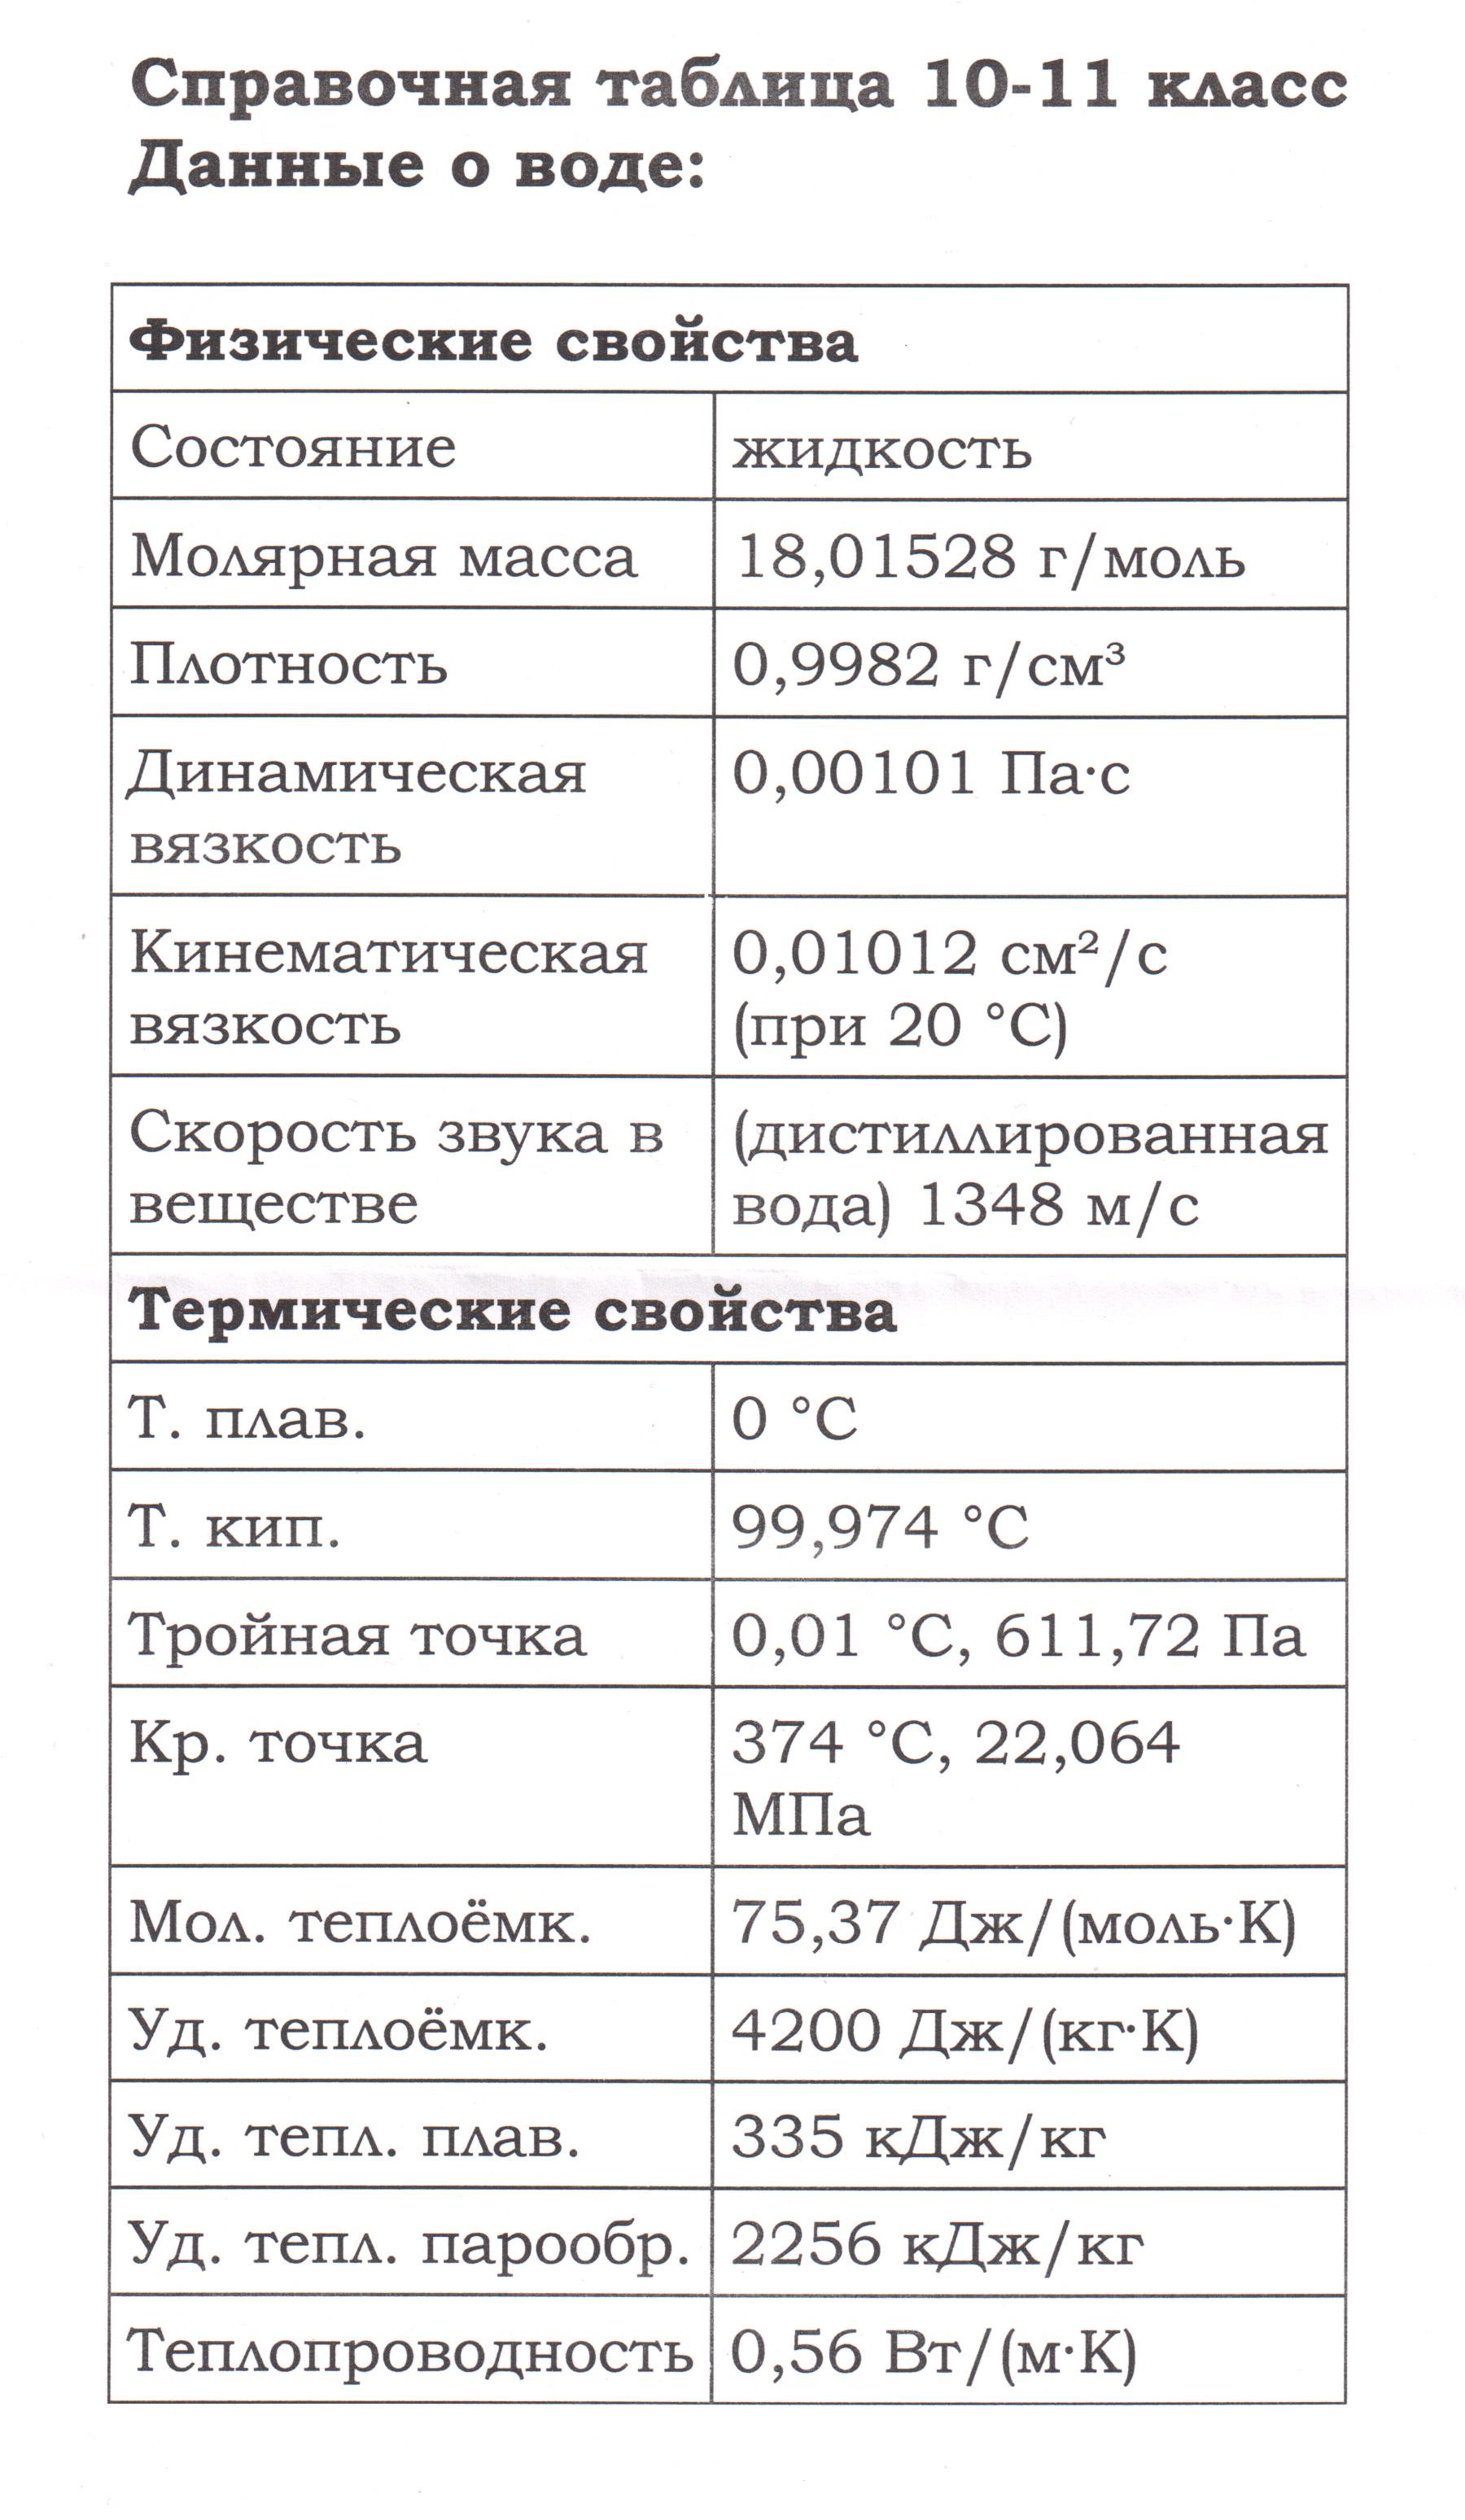 Справочная таблица 10-11 класс
Данные о воде:
Физические свойства
Состояние жидкость
Молярная масса 18,01528 г/моль
Плотность 0,9982 г/см³
Динамическая 0,00101 Па·с
вязкость
Кинематическая 0,01012 см²/с
вязкость (при 20 °C)
Скорость звука в (дистиллированная
веществе вода) 1348 м/с
Термические свойства
Т. плав. 0 °C
Т. кип. 99,974 °C
Тройная точка 0,01 °C, 611,72 Па
Кр. точка 374 °C, 22,064
МПа
Мол. теплоёмк. 75,37 Дж/(моль·К)
Уд. теплоёмк. 4200 Дж/(кг·К)
Уд. тепл. плав. 335 кДж/кг
Уд. тепл. парообр. 2256 кДж/кг
Теплопроводность 0,56 Вт/(м·К)